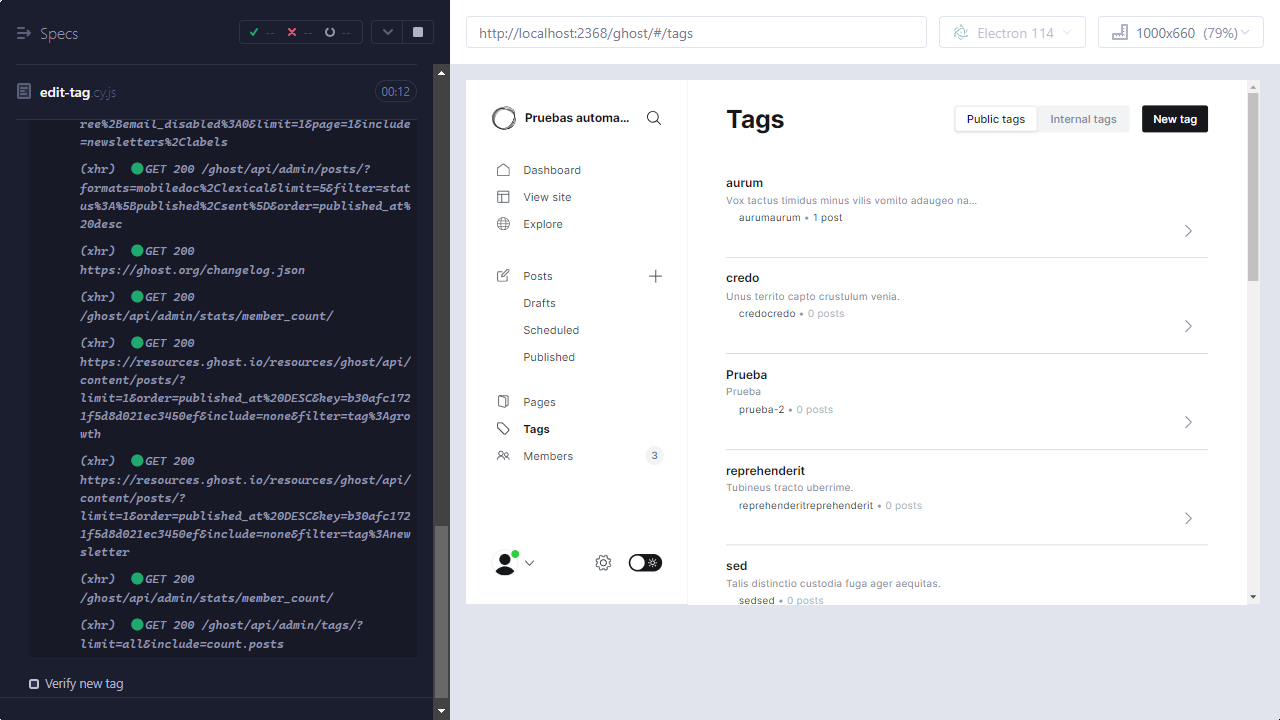 Specs
--
--
--
edit-tag.cy.js
00:12
ree%2Bemail_disabled%3A0&limit=1&page=1&include
=newsletters%2Clabels
(xhr) GET 200 /ghost/api/admin/posts/?
formats=mobiledoc%2Clexical&limit=5&filter=stat
us%3A%5Bpublished%2Csent%5D&order=published_at%
20desc
(xhr) GET 200
https://ghost.org/changelog.json
(xhr) GET 200
/ghost/api/admin/stats/member_count/
(xhr) GET 200
https://resources.ghost.io/resources/ghost/api/
content/posts/?
limit=1&order=published_at%20DESC&key=b30afc172
1f5d8d021ec3450ef&include=none&filter=tag%3Agro
wth
(xhr) GET 200
https://resources.ghost.io/resources/ghost/api/
content/posts/?
limit=1&order=published_at%20DESC&key=b30afc172
1f5d8d021ec3450ef&include=none&filter=tag%3Anew
sletter
(xhr) GET 200
/ghost/api/admin/stats/member_count/
(xhr) GET 200 /ghost/api/admin/tags/?
limit=all&include=count.posts
Verify new tag
http://localhost:2368/ghost/#/tags
Electron 114
1000x660 (79%)
Pruebas automa...
Dashboard
View site
Explore
Posts
Drafts
Scheduled
Published
Pages
Tags
Members
3
Tags
Public tags
Internal tags
New tag
aurum
Vox tactus timidus minus vilis vomito adaugeo na...
aurumaurum • 1 post
credo
Unus territo capto crustulum venia.
credocredo • 0 posts
Prueba
Prueba
prueba-2 • 0 posts
reprehenderit
Tubineus tracto uberrime.
reprehenderitreprehenderit • 0 posts
sed
Talis distinctio custodia fuga ager aequitas.
sedsed • 0 posts